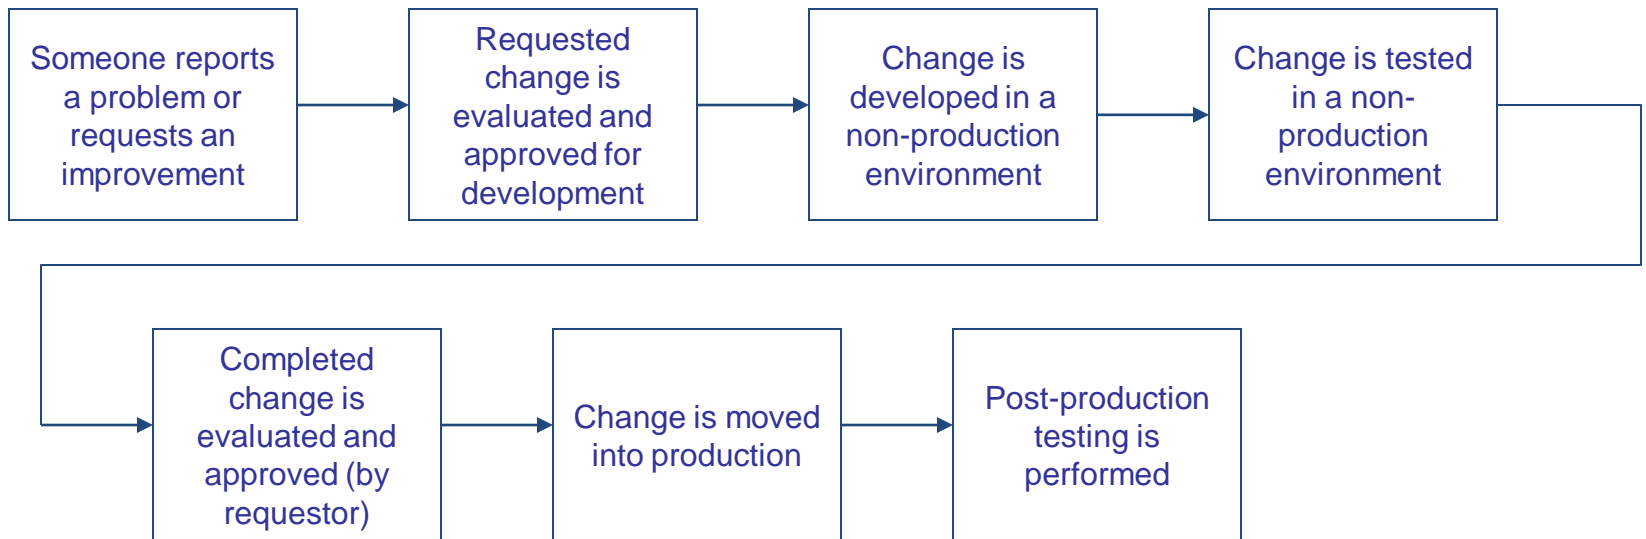 Someone reports
a problem or
requests an
improvement
Requested
change is
evaluated and
approved for
development
Change is
developed in a
non-production
environment
Change is tested
in a non-
production
environment
Completed
change is
evaluated and
approved (by
requestor)
Change is moved
into production
Post-production
testing is
performed